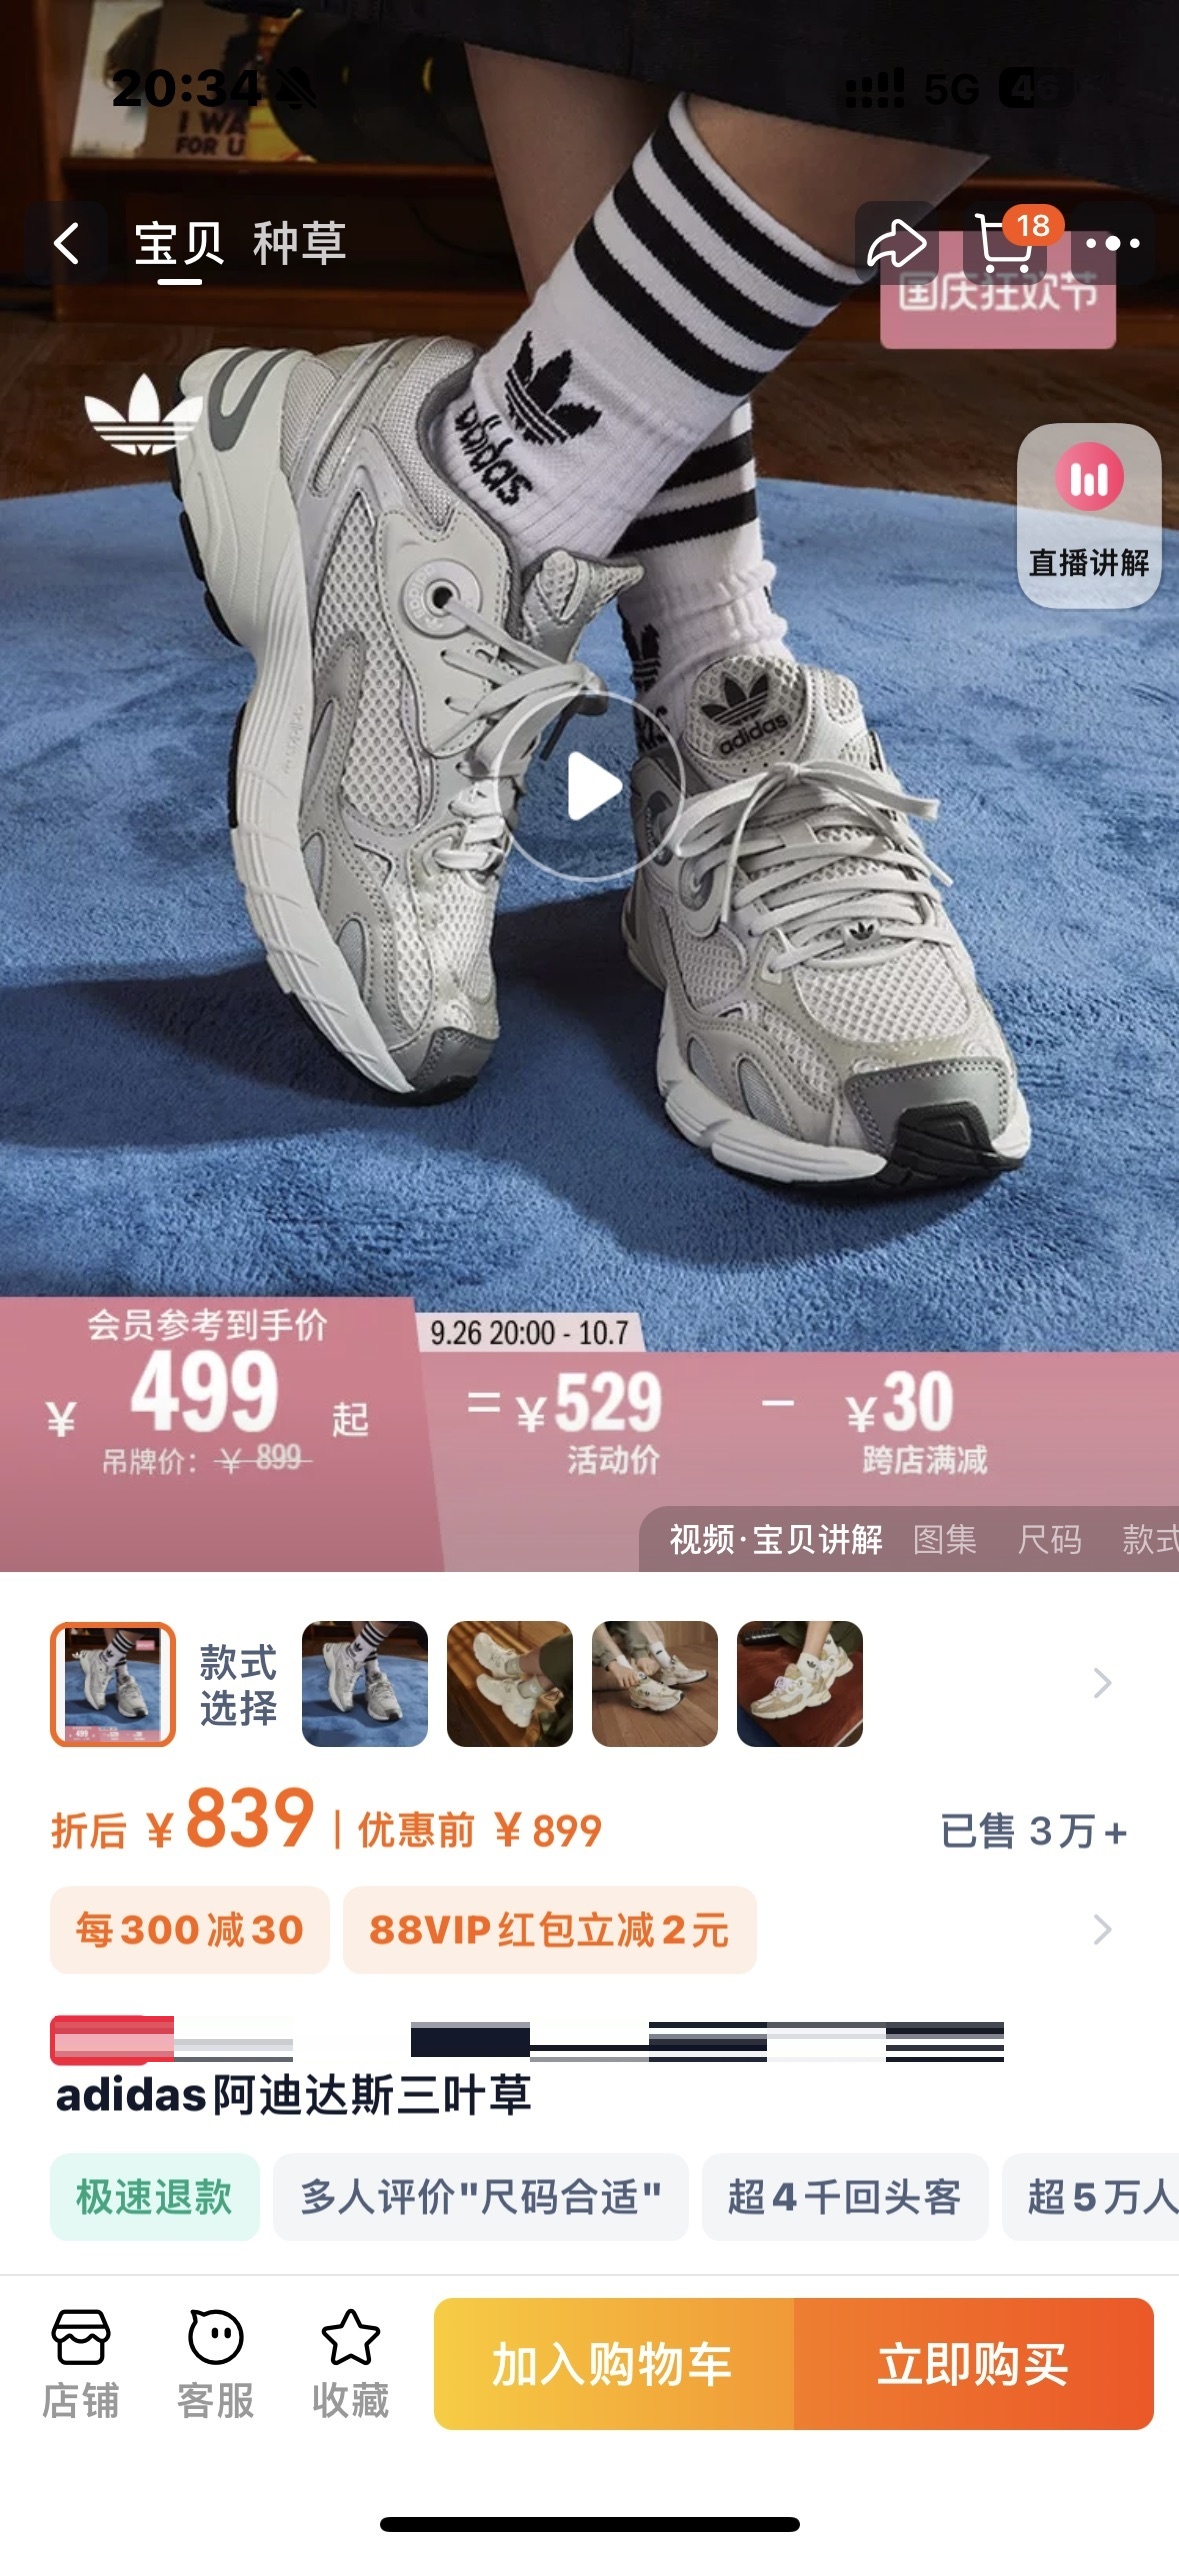 20:34
5G 46
I WA
FOR U
宝贝 种草
18
国庆狂欢节
adidas
直播讲解
adidas
会员参考到手价
¥ 499 起
吊牌价：¥ 899
9.26 20:00 - 10.7
= ¥529 - ¥30
活动价 跨店满减
视频·宝贝讲解 图集 尺码 款式
款式
选择
折后 ¥839 | 优惠前 ¥899
已售 3万+
每300减30 88VIP红包立减2元
adidas阿迪达斯三叶草
极速退款 多人评价"尺码合适" 超4千回头客 超5万人
店铺 客服 收藏 加入购物车 立即购买